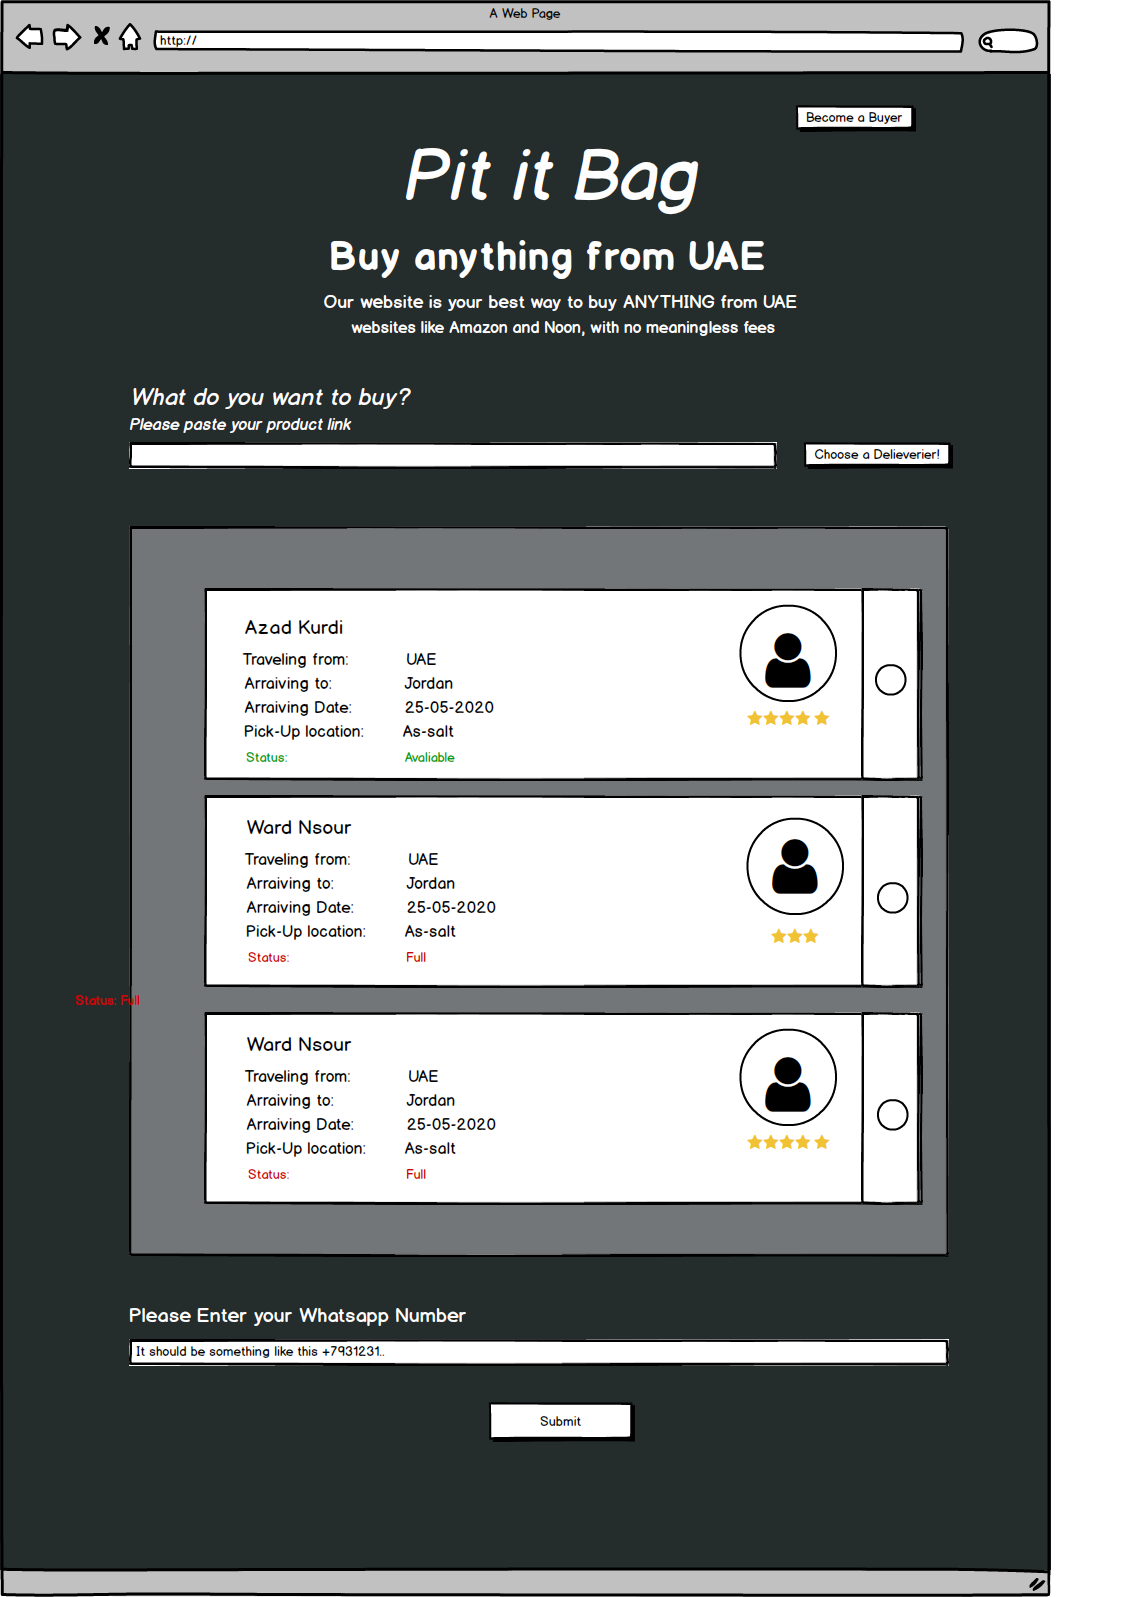 A Web Page
http://
Become a Buyer
Pit it Bag
Buy anything from UAE
Our website is your best way to buy ANYTHING from UAE
websites like Amazon and Noon, with no meaningless fees
What do you want to buy?
Please paste your product link
Choose a Delieverier!
Azad Kurdi
Traveling from: UAE
Arraiving to: Jordan
Arraiving Date: 25-05-2020
Pick-Up location: As-salt
Status: Avaliable
Ward Nsour
Traveling from: UAE
Arraiving to: Jordan
Arraiving Date: 25-05-2020
Pick-Up location: As-salt
Status: Full
Status: Full
Ward Nsour
Traveling from: UAE
Arraiving to: Jordan
Arraiving Date: 25-05-2020
Pick-Up location: As-salt
Status: Full
Please Enter your Whatsapp Number
It should be something like this +7931231..
Submit